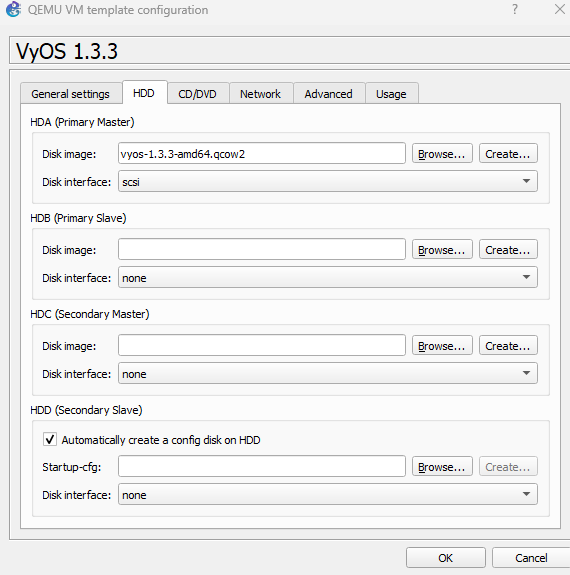 QEMU VM template configuration
VyOS 1.3.3
General settings HDD CD/DVD Network Advanced Usage
HDA (Primary Master)
Disk image: vyos-1.3.3-amd64.qcow2 Browse... Create...
Disk interface: scsi
HDB (Primary Slave)
Disk image: Browse... Create...
Disk interface: none
HDC (Secondary Master)
Disk image: Browse... Create...
Disk interface: none
HDD (Secondary Slave)
Automatically create a config disk on HDD
Startup-cfg: Browse... Create...
Disk interface: none
OK Cancel